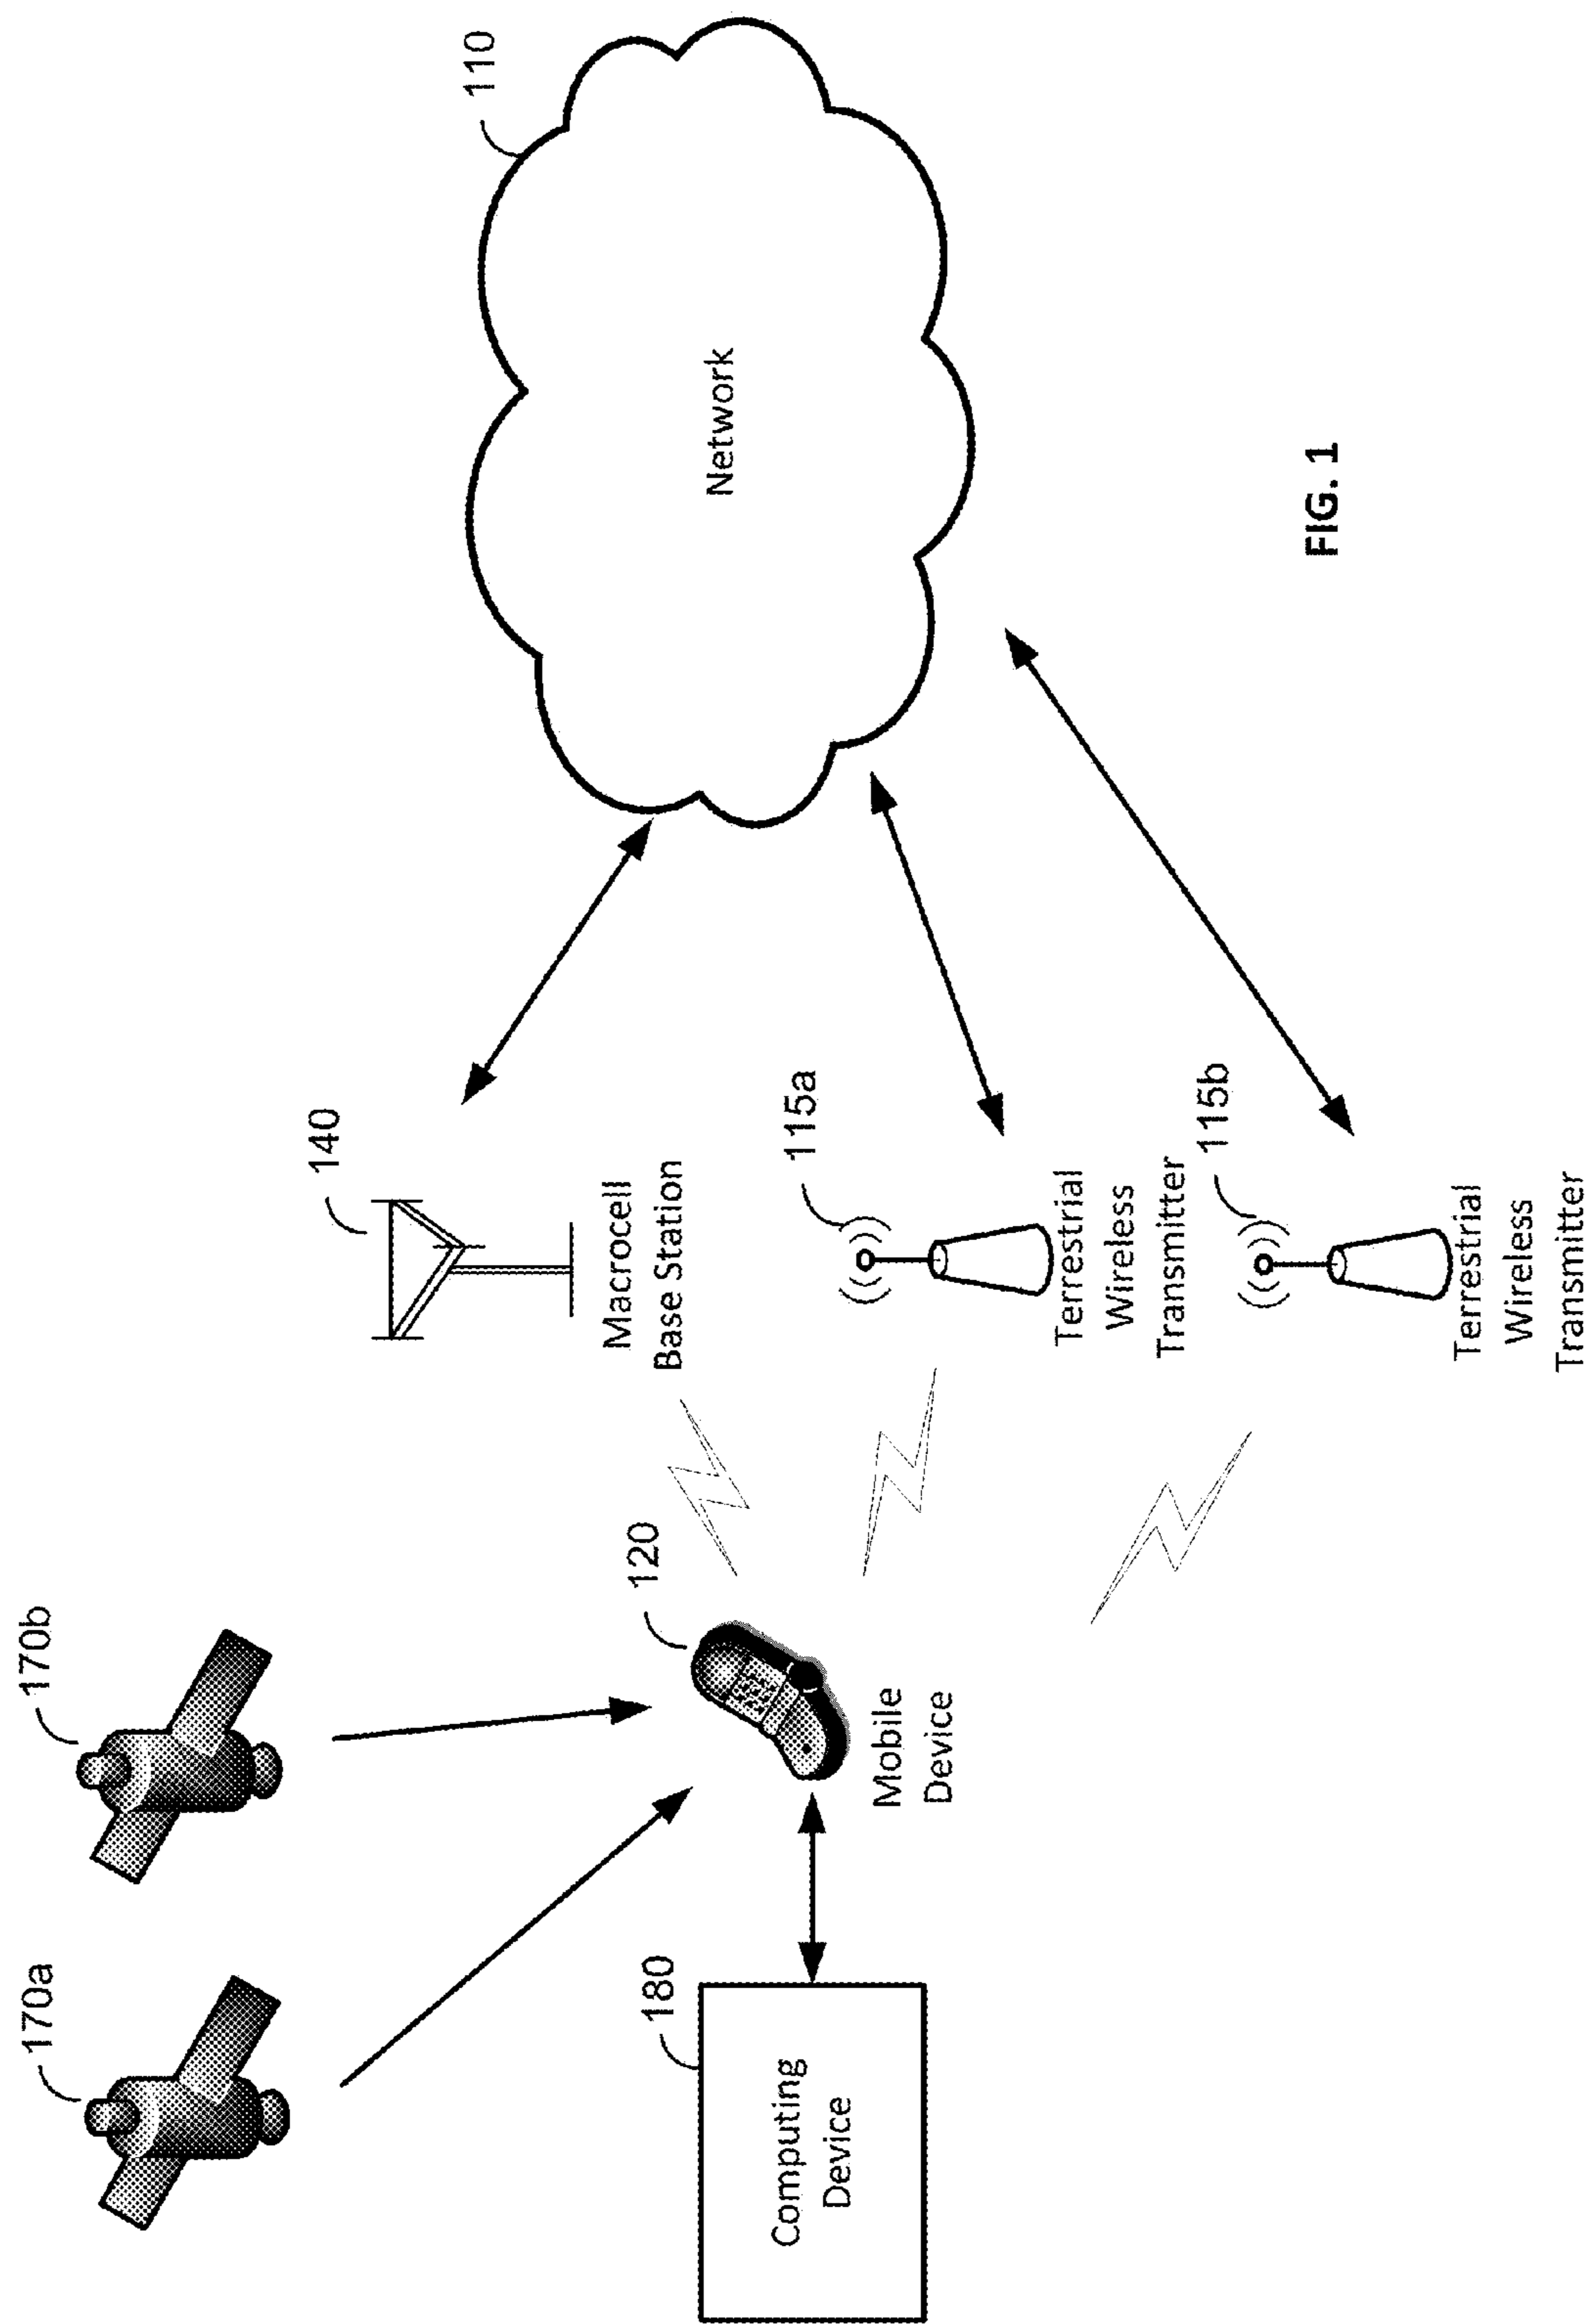 170a
170b
140
110
120
180
Macrocell
Base Station
Network
Computing
Device
Mobile
Device
115a
Terrestrial
Wireless
Transmitter
115b
Terrestrial
Wireless
Transmitter
FIG. 1